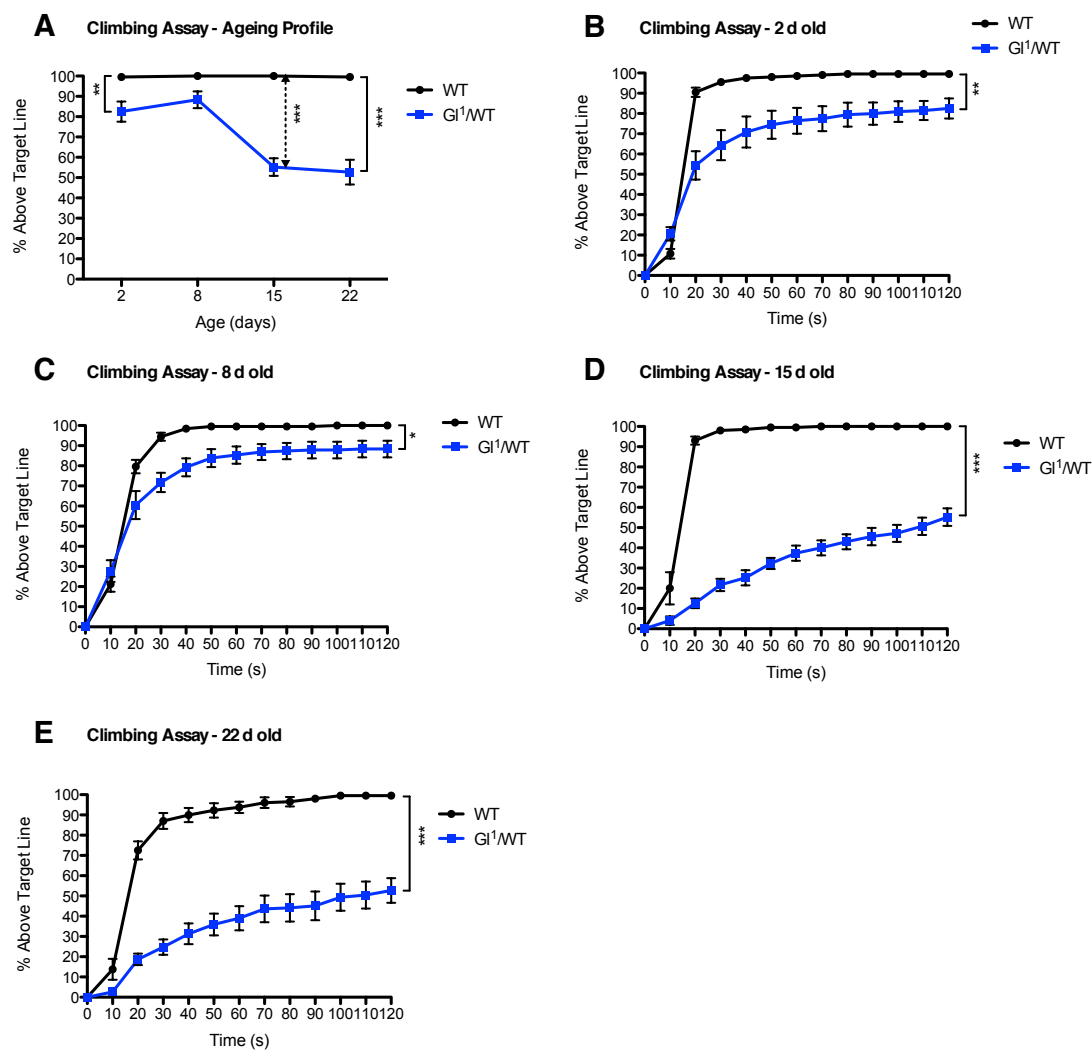 A Climbing Assay - Ageing Profile
% Above Target Line
100
90
80
70
60
50
40
30
20
10
0
**
***
***
WT
Gl¹/WT
2 8 15 22
Age (days)
B Climbing Assay - 2 d old
% Above Target Line
100
90
80
70
60
50
40
30
20
10
0
**
WT
Gl¹/WT
0 10 20 30 40 50 60 70 80 90 100 110 120
Time (s)
C Climbing Assay - 8 d old
% Above Target Line
100
90
80
70
60
50
40
30
20
10
0
*
WT
Gl¹/WT
0 10 20 30 40 50 60 70 80 90 100 110 120
Time (s)
D Climbing Assay - 15 d old
% Above Target Line
100
90
80
70
60
50
40
30
20
10
0
***
WT
Gl¹/WT
0 10 20 30 40 50 60 70 80 90 100 110 120
Time (s)
E Climbing Assay - 22 d old
% Above Target Line
100
90
80
70
60
50
40
30
20
10
0
***
WT
Gl¹/WT
0 10 20 30 40 50 60 70 80 90 100 110 120
Time (s)